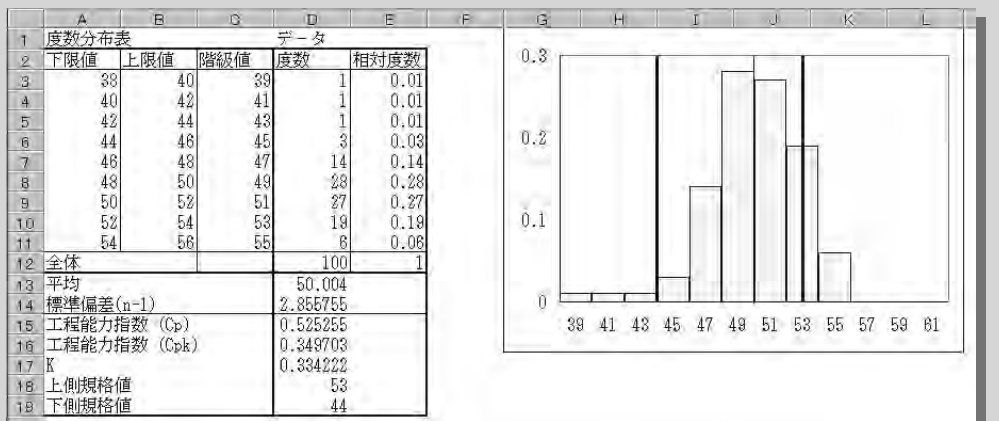 A B C D E F G H I J K L
1 度数分布表 データ
2 下限値 上限値 階級値 度数 相対度数
3 38 40 39 1 0.01
4 40 42 41 1 0.01
5 42 44 43 1 0.01
6 44 46 45 3 0.03
7 46 48 47 14 0.14
8 48 50 49 28 0.28
9 50 52 51 27 0.27
10 52 54 53 19 0.19
11 54 56 55 6 0.06
12 全体 100 1
13 平均 50.004
14 標準偏差(n-1) 2.855755
15 工程能力指数 (Cp) 0.525255
16 工程能力指数 (Cpk) 0.349703
17 K 0.334222
18 上側規格値 53
19 下側規格値 44
0.3
0.2
0.1
0
39 41 43 45 47 49 51 53 55 57 59 61